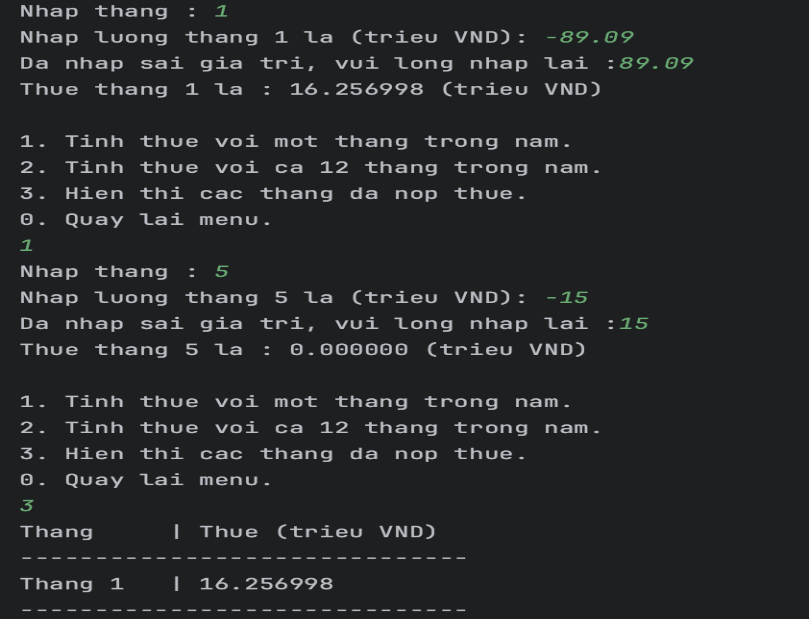 Nhap thang : 1
Nhap luong thang 1 la (trieu VND): -89.09
Da nhap sai gia tri, vui long nhap lai :89.09
Thue thang 1 la : 16.256998 (trieu VND)
1. Tinh thue voi mot thang trong nam.
2. Tinh thue voi ca 12 thang trong nam.
3. Hien thi cac thang da nop thue.
0. Quay lai menu.
1
Nhap thang : 5
Nhap luong thang 5 la (trieu VND): -15
Da nhap sai gia tri, vui long nhap lai :15
Thue thang 5 la : 0.000000 (trieu VND)
1. Tinh thue voi mot thang trong nam.
2. Tinh thue voi ca 12 thang trong nam.
3. Hien thi cac thang da nop thue.
0. Quay lai menu.
3
Thang     | Thue (trieu VND)
------------------------------
Thang 1   | 16.256998
------------------------------